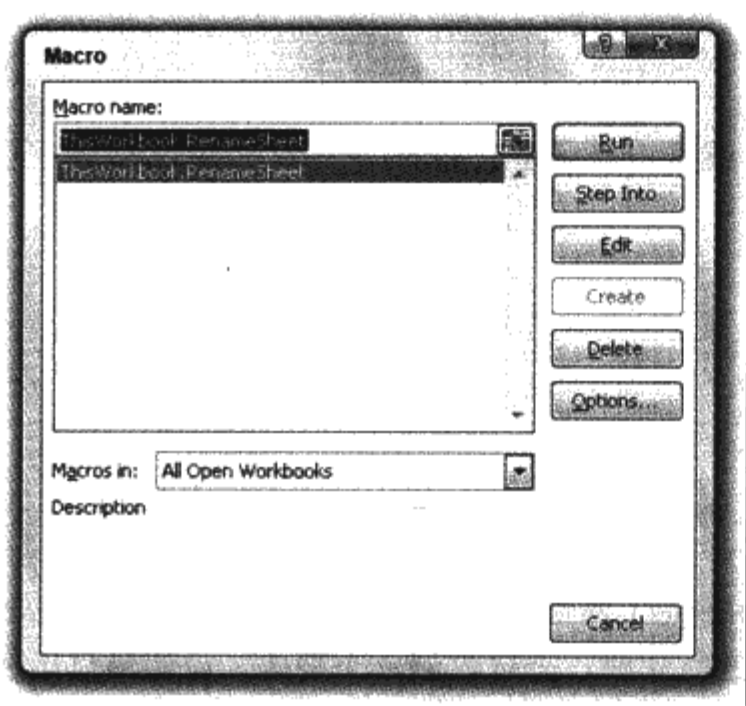 Macro
Macro name:
ThisWorkbook.RenameSheet
ThisWorkbook.RenameSheet
Run
Step Into
Edit
Create
Delete
Options...
Macros in: All Open Workbooks
Description
Cancel